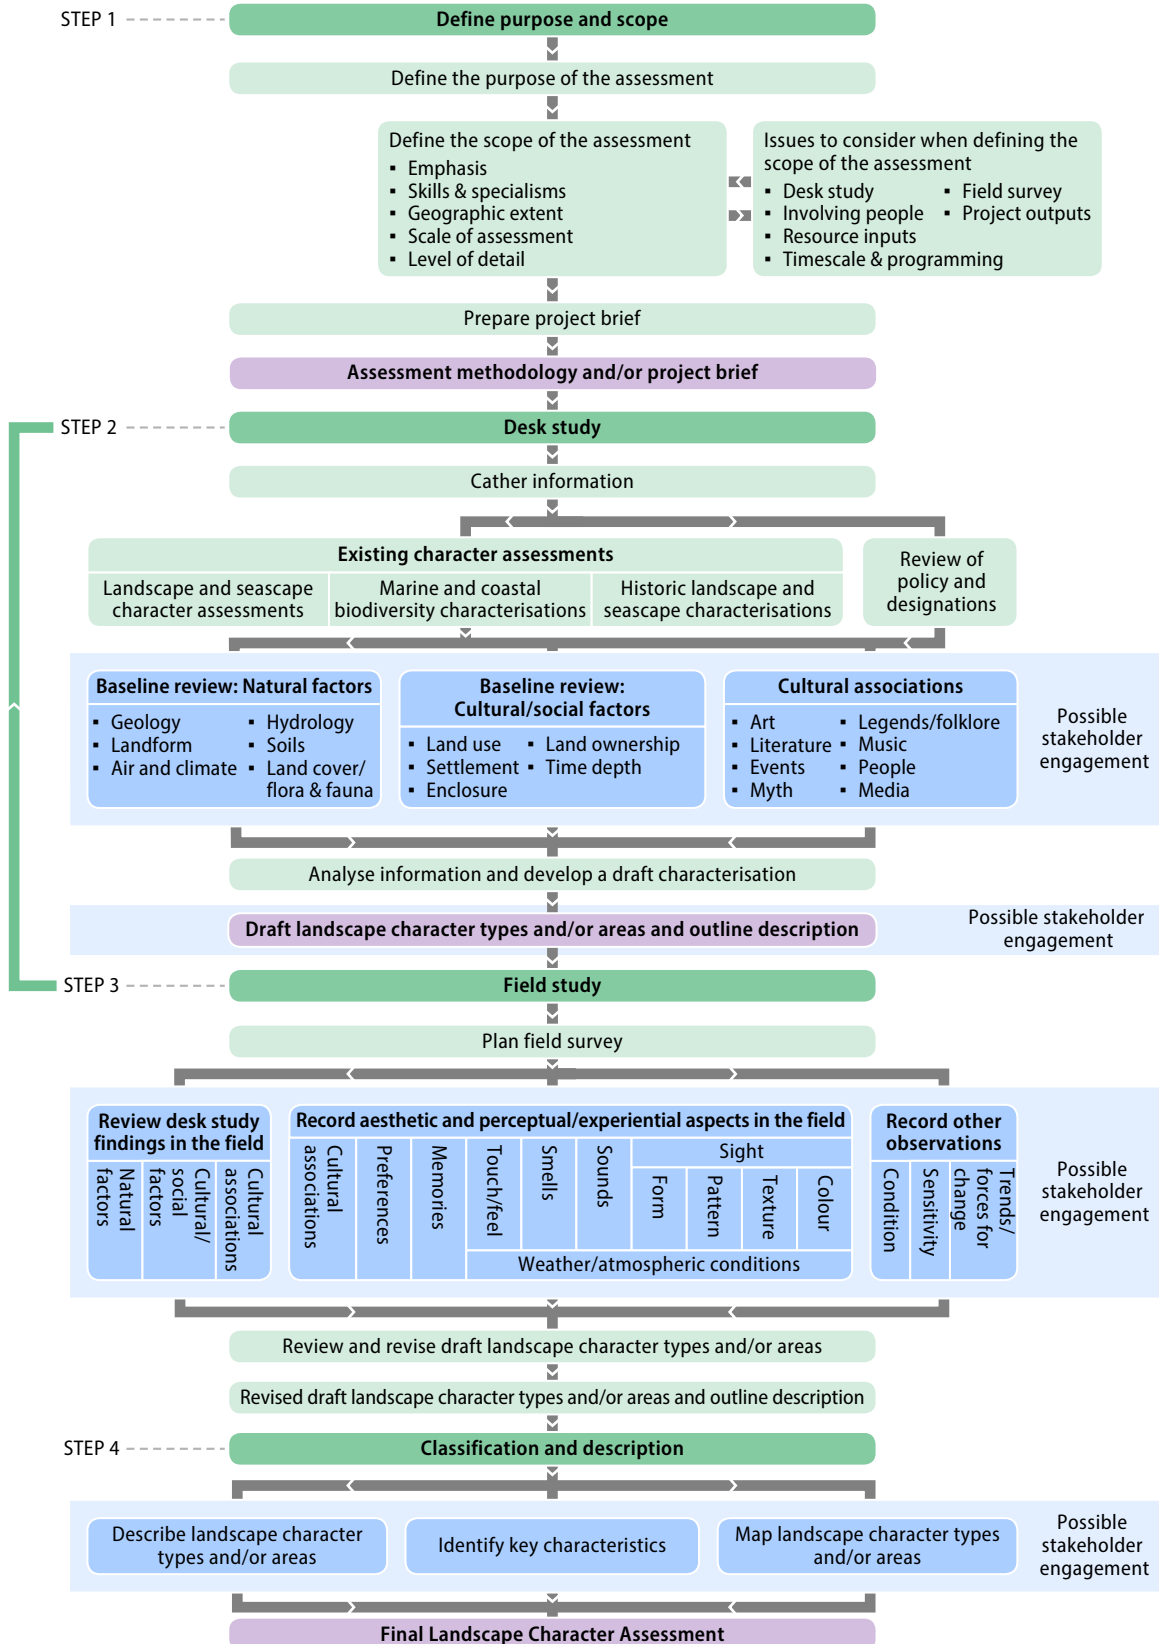 STEP 1
Define purpose and scope
Define the purpose of the assessment
Define the scope of the assessment
▪ Emphasis
▪ Skills & specialisms
▪ Geographic extent
▪ Scale of assessment
▪ Level of detail
Issues to consider when defining the
scope of the assessment
▪ Desk study
▪ Involving people
▪ Resource inputs
▪ Timescale & programming
▪ Field survey
▪ Project outputs
Prepare project brief
Assessment methodology and/or project brief
STEP 2
Desk study
Cather information
Existing character assessments
Landscape and seascape
character assessments
Marine and coastal
biodiversity characterisations
Historic landscape and
seascape characterisations
Review of
policy and
designations
Baseline review: Natural factors
▪ Geology
▪ Landform
▪ Air and climate
▪ Hydrology
▪ Soils
▪ Land cover/
flora & fauna
Baseline review:
Cultural/social factors
▪ Land use
▪ Settlement
▪ Enclosure
▪ Land ownership
▪ Time depth
Cultural associations
▪ Art
▪ Literature
▪ Events
▪ Myth
▪ Legends/folklore
▪ Music
▪ People
▪ Media
Possible
stakeholder
engagement
Analyse information and develop a draft characterisation
Draft landscape character types and/or areas and outline description
Possible stakeholder
engagement
STEP 3
Field study
Plan field survey
Review desk study
findings in the field
Natural
factors
Cultural/
social
factors
Cultural
associations
Record aesthetic and perceptual/experiential aspects in the field
Cultural
associations
Preferences
Memories
Touch/feel
Smells
Sounds
Sight
Form
Pattern
Texture
Colour
Weather/atmospheric conditions
Record other
observations
Condition
Sensitivity
Trends/
forces for
change
Possible
stakeholder
engagement
Review and revise draft landscape character types and/or areas
Revised draft landscape character types and/or areas and outline description
STEP 4
Classification and description
Describe landscape character
types and/or areas
Identify key characteristics
Map landscape character types
and/or areas
Possible
stakeholder
engagement
Final Landscape Character Assessment